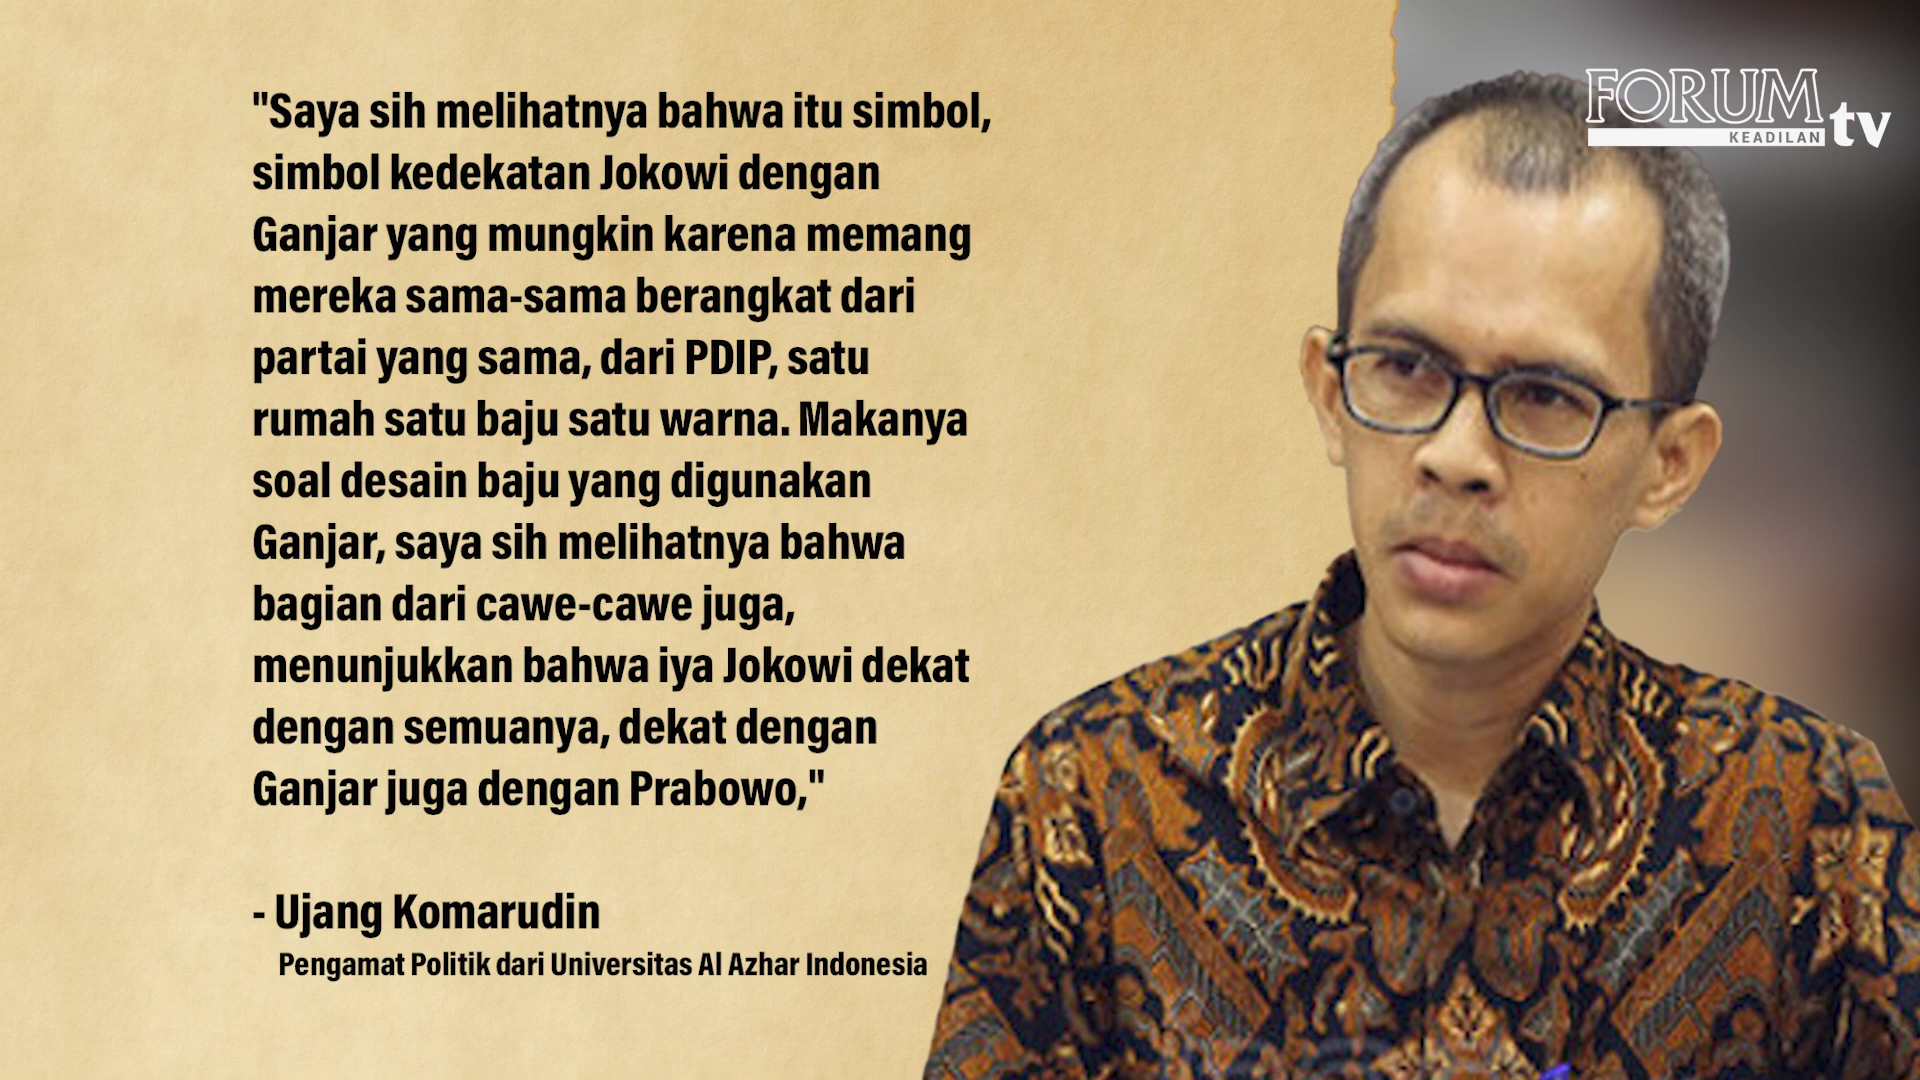 "Saya sih melihatnya bahwa itu simbol,
simbol kedekatan Jokowi dengan
Ganjar yang mungkin karena memang
mereka sama-sama berangkat dari
partai yang sama, dari PDIP, satu
rumah satu baju satu warna. Makanya
soal desain baju yang digunakan
Ganjar, saya sih melihatnya bahwa
bagian dari cawe-cawe juga,
menunjukkan bahwa iya Jokowi dekat
dengan semuanya, dekat dengan
Ganjar juga dengan Prabowo,"
- Ujang Komarudin
Pengamat Politik dari Universitas Al Azhar Indonesia
FORUM
KEADILAN
tv